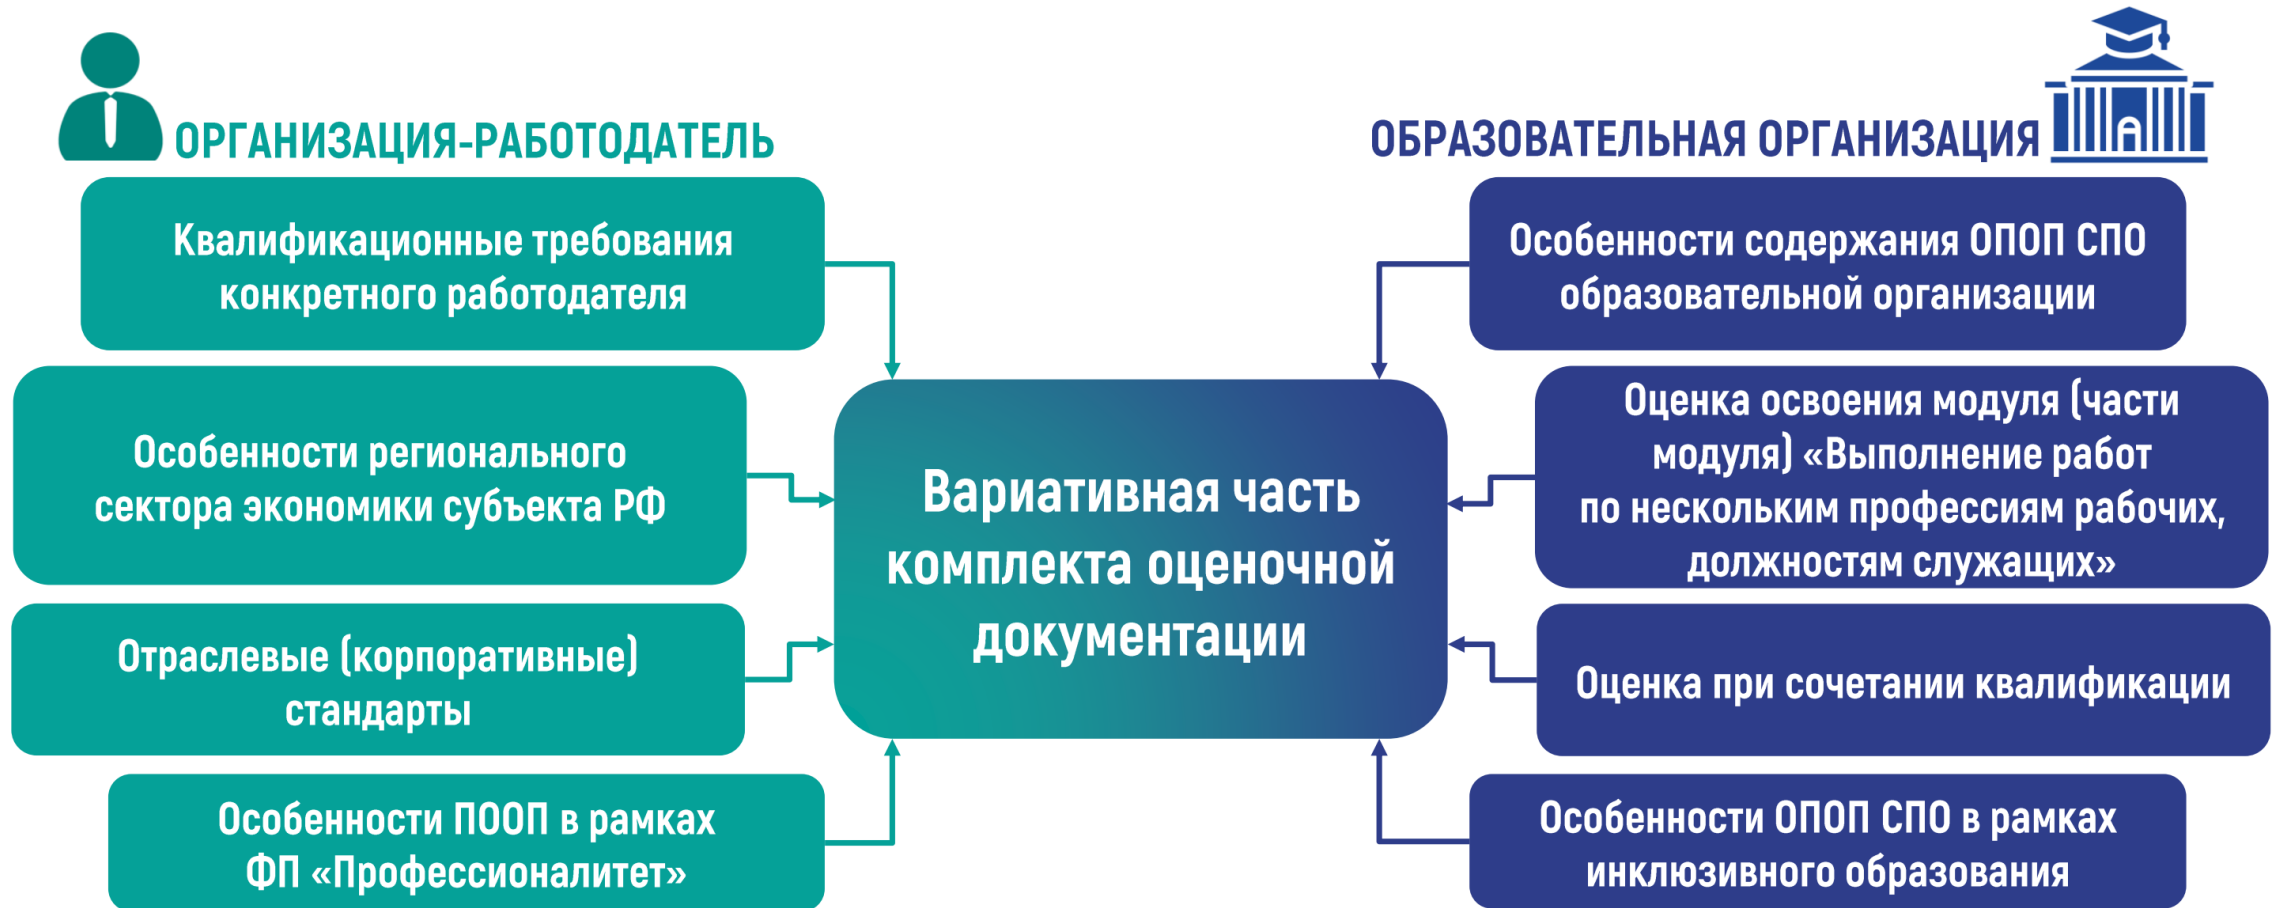 ОРГАНИЗАЦИЯ-РАБОТОДАТЕЛЬ
Квалификационные требования
конкретного работодателя
Особенности регионального
сектора экономики субъекта РФ
Отраслевые (корпоративные)
стандарты
Особенности ПООП в рамках
ФП «Профессионалитет»
Вариативная часть
комплекта оценочной
документации
ОБРАЗОВАТЕЛЬНАЯ ОРГАНИЗАЦИЯ
Особенности содержания ОПОП СПО
образовательной организации
Оценка освоения модуля (части
модуля) «Выполнение работ
по нескольким профессиям рабочих,
должностям служащих»
Оценка при сочетании квалификации
Особенности ОПОП СПО в рамках
инклюзивного образования